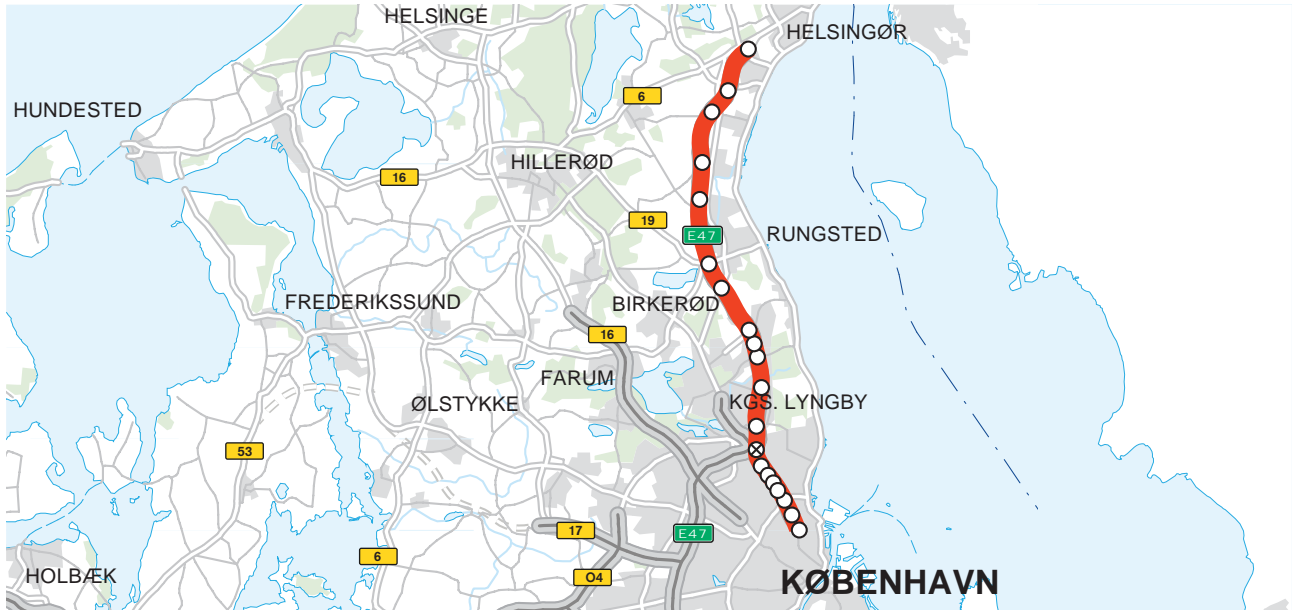 HELSINGE
HELSINGØR
6
HUNDESTED
HILLERØD
16
19
RUNGSTED
E47
FREDERIKSSUND
BIRKERØD
16
FARUM
KGS. LYNGBY
ØLSTYKKE
53
17
E47
6
O4
HOLBÆK
KØBENHAVN